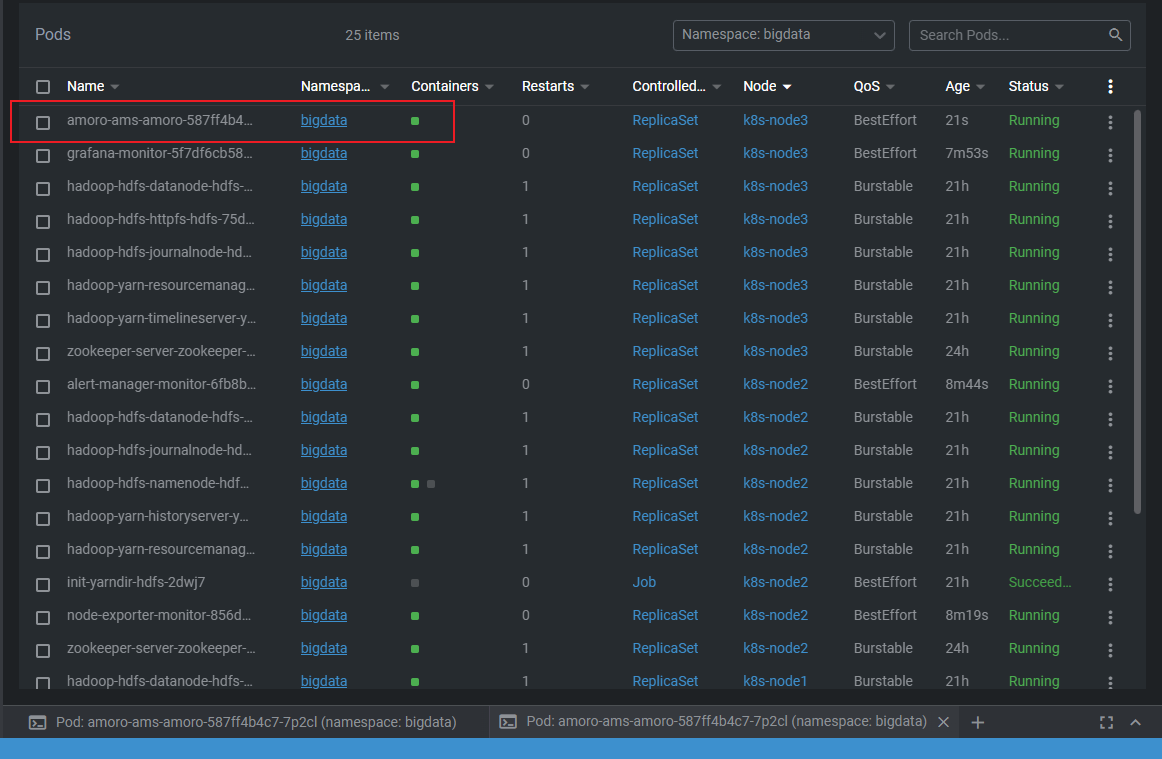 Pods 25 items Namespace: bigdata Search Pods...
Name Namespa... Containers Restarts Controlled... Node QoS Age Status
amoro-ams-amoro-587ff4b4... bigdata 0 ReplicaSet k8s-node3 BestEffort 21s Running
grafana-monitor-5f7df6cb58... bigdata 0 ReplicaSet k8s-node3 BestEffort 7m53s Running
hadoop-hdfs-datanode-hdfs-... bigdata 1 ReplicaSet k8s-node3 Burstable 21h Running
hadoop-hdfs-httpfs-hdfs-75d... bigdata 1 ReplicaSet k8s-node3 Burstable 21h Running
hadoop-hdfs-journalnode-hd... bigdata 1 ReplicaSet k8s-node3 Burstable 21h Running
hadoop-yarn-resourcemanag... bigdata 1 ReplicaSet k8s-node3 Burstable 21h Running
hadoop-yarn-timelineserver-y... bigdata 1 ReplicaSet k8s-node3 Burstable 21h Running
zookeeper-server-zookeeper-... bigdata 1 ReplicaSet k8s-node3 Burstable 24h Running
alert-manager-monitor-6fb8b... bigdata 0 ReplicaSet k8s-node2 BestEffort 8m44s Running
hadoop-hdfs-datanode-hdfs-... bigdata 1 ReplicaSet k8s-node2 Burstable 21h Running
hadoop-hdfs-journalnode-hd... bigdata 1 ReplicaSet k8s-node2 Burstable 21h Running
hadoop-hdfs-namenode-hdf... bigdata 1 ReplicaSet k8s-node2 Burstable 21h Running
hadoop-yarn-historyserver-y... bigdata 1 ReplicaSet k8s-node2 Burstable 21h Running
hadoop-yarn-resourcemanag... bigdata 1 ReplicaSet k8s-node2 Burstable 21h Running
init-yarndir-hdfs-2dwj7 bigdata 0 Job k8s-node2 BestEffort 21h Succeed...
node-exporter-monitor-856d... bigdata 0 ReplicaSet k8s-node2 BestEffort 8m19s Running
zookeeper-server-zookeeper-... bigdata 1 ReplicaSet k8s-node2 Burstable 24h Running
hadoop-hdfs-datanode-hdfs-... bigdata 1 ReplicaSet k8s-node1 Burstable 21h Running
Pod: amoro-ams-amoro-587ff4b4c7-7p2cl (namespace: bigdata) Pod: amoro-ams-amoro-587ff4b4c7-7p2cl (namespace: bigdata)